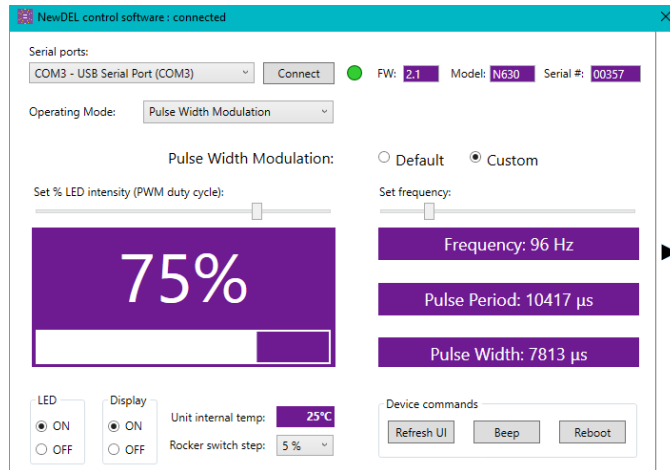 NewDEL control software : connected
Serial ports:
COM3 - USB Serial Port (COM3) Connect FW: 2.1 Model: N630 Serial #: 00357
Operating Mode: Pulse Width Modulation
Pulse Width Modulation: Default Custom
Set % LED intensity (PWM duty cycle): Set frequency:
75%
Frequency: 96 Hz
Pulse Period: 10417 µs
Pulse Width: 7813 µs
LED Display
ON ON Unit internal temp: 25°C
OFF OFF Rocker switch step: 5 %
Device commands
Refresh UI Beep Reboot